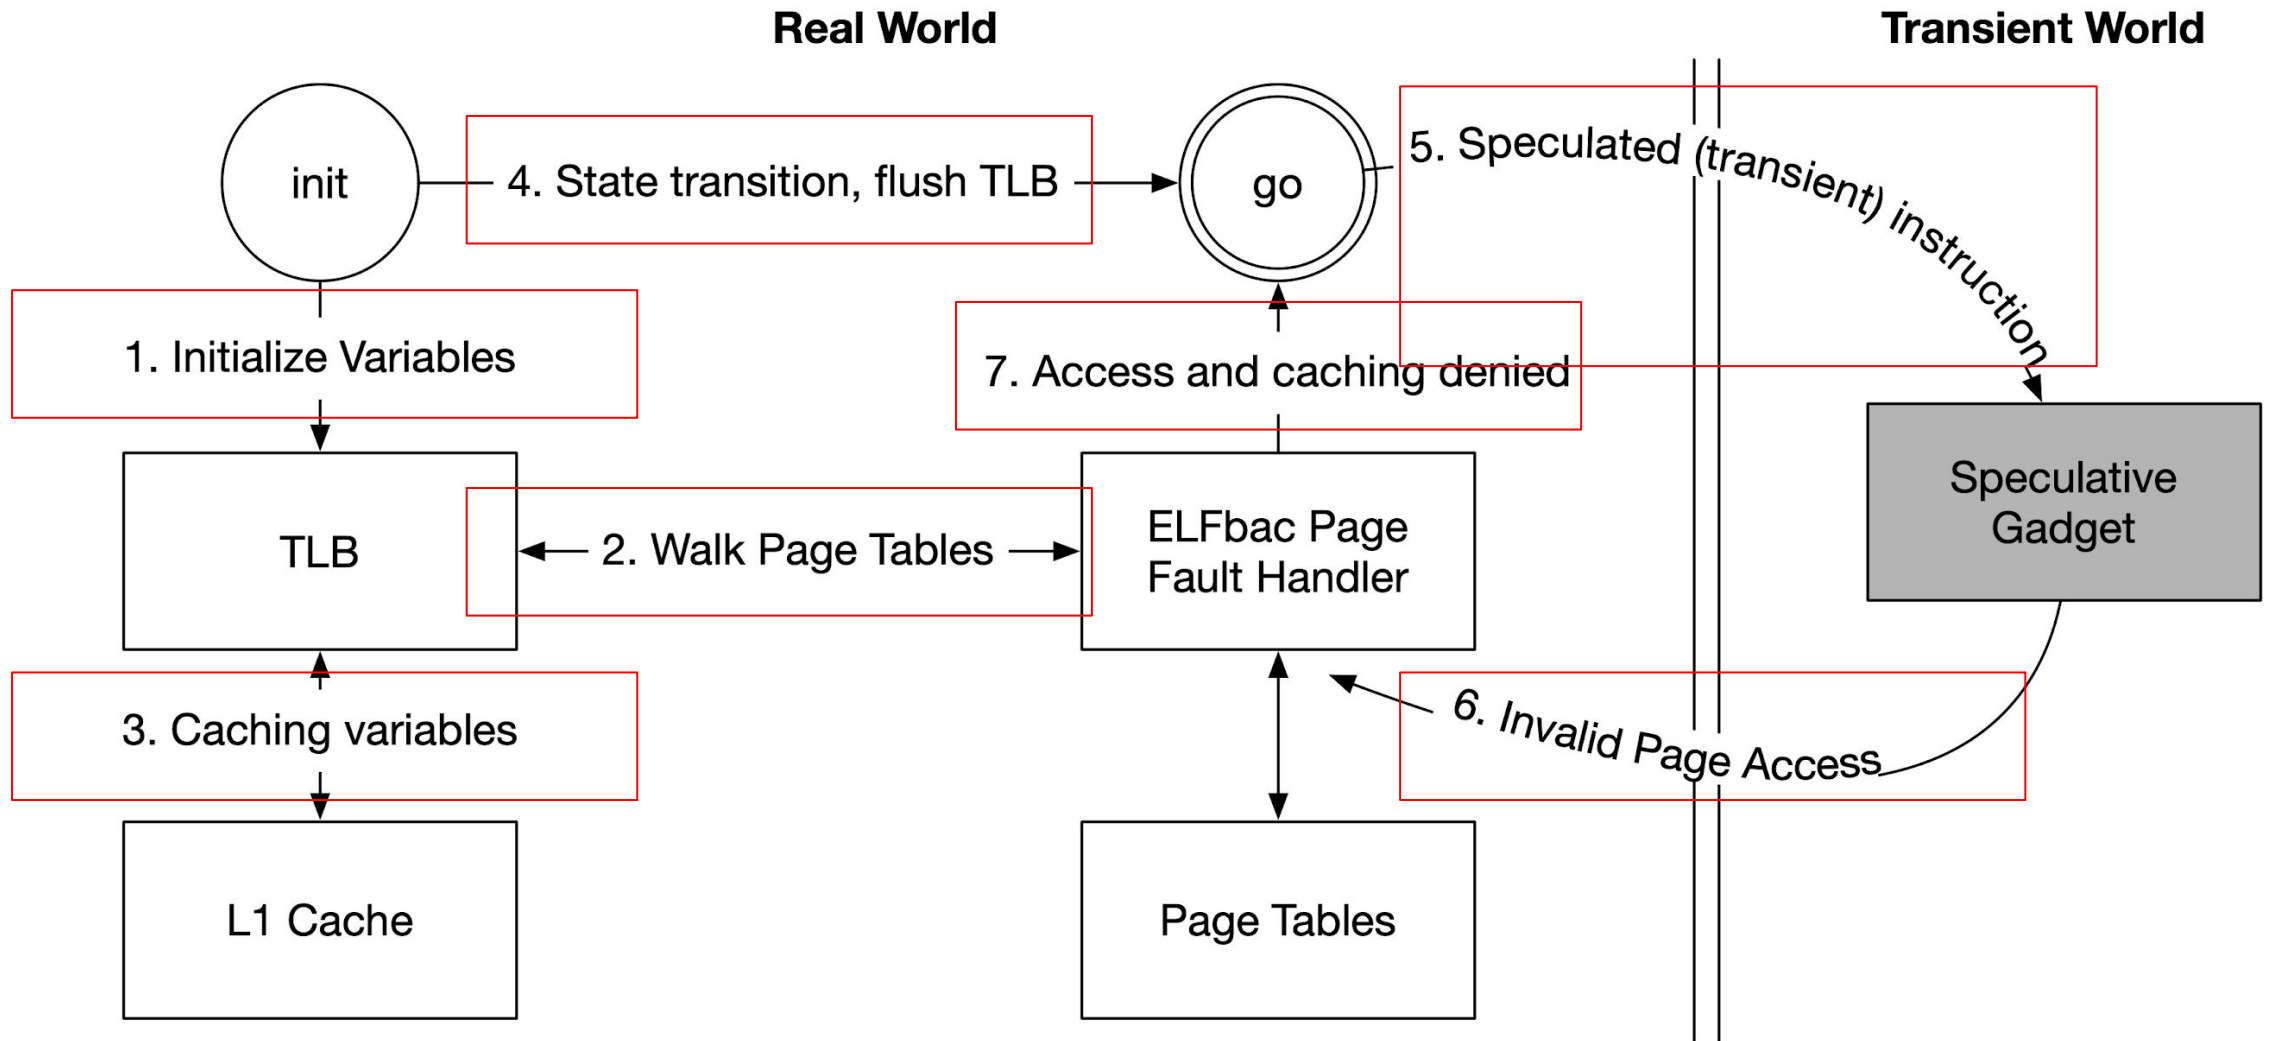 Real World
Transient World
init
4. State transition, flush TLB
go
5. Speculated (transient) instruction
1. Initialize Variables
7. Access and caching denied
TLB
2. Walk Page Tables
ELFbac Page
Fault Handler
Speculative
Gadget
3. Caching variables
6. Invalid Page Access
L1 Cache
Page Tables